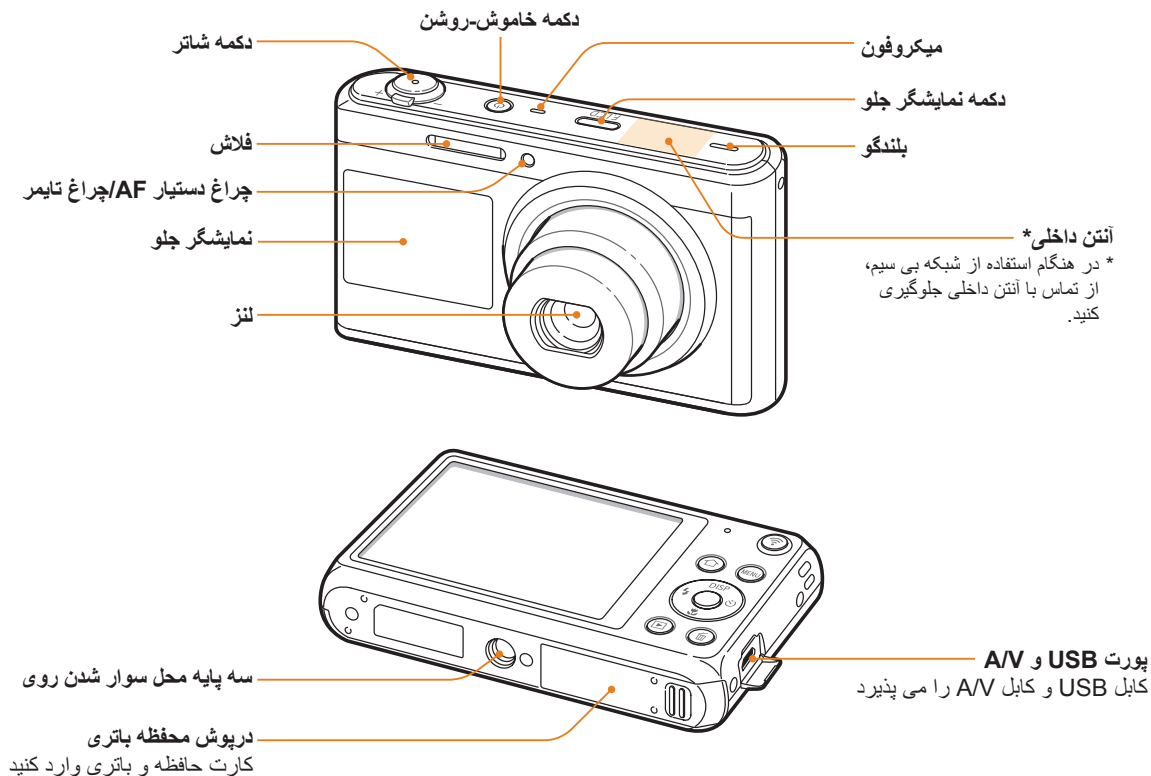 دکمه خاموش-روشن
دکمه شاتر
میکروفون
دکمه نمایشگر جلو
فلاش
بلندگو
چراغ دستیار AF/چراغ تایمر
نمایشگر جلو
آنتن داخلی*
* در هنگام استفاده از شبکه بی سیم،
از تماس با آنتن داخلی جلوگیری
کنید.
لنز
MENU
DISP
پورت USB و A/V
کابل USB و کابل A/V را می پذیرد
سه پایه محل سوار شدن روی
درپوش محفظه باتری
کارت حافظه و باتری وارد کنید